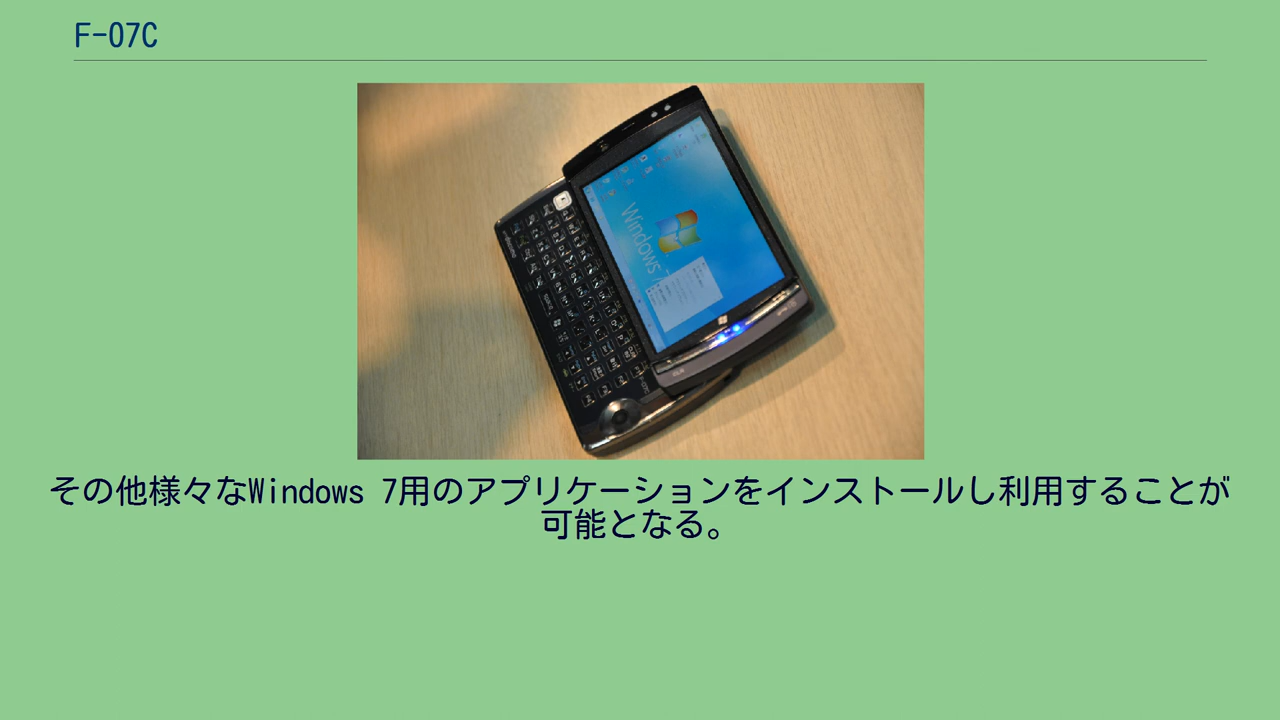 F-07C
Windows 7
その他様々なWindows 7用のアプリケーションをインストールし利用することが
可能となる。